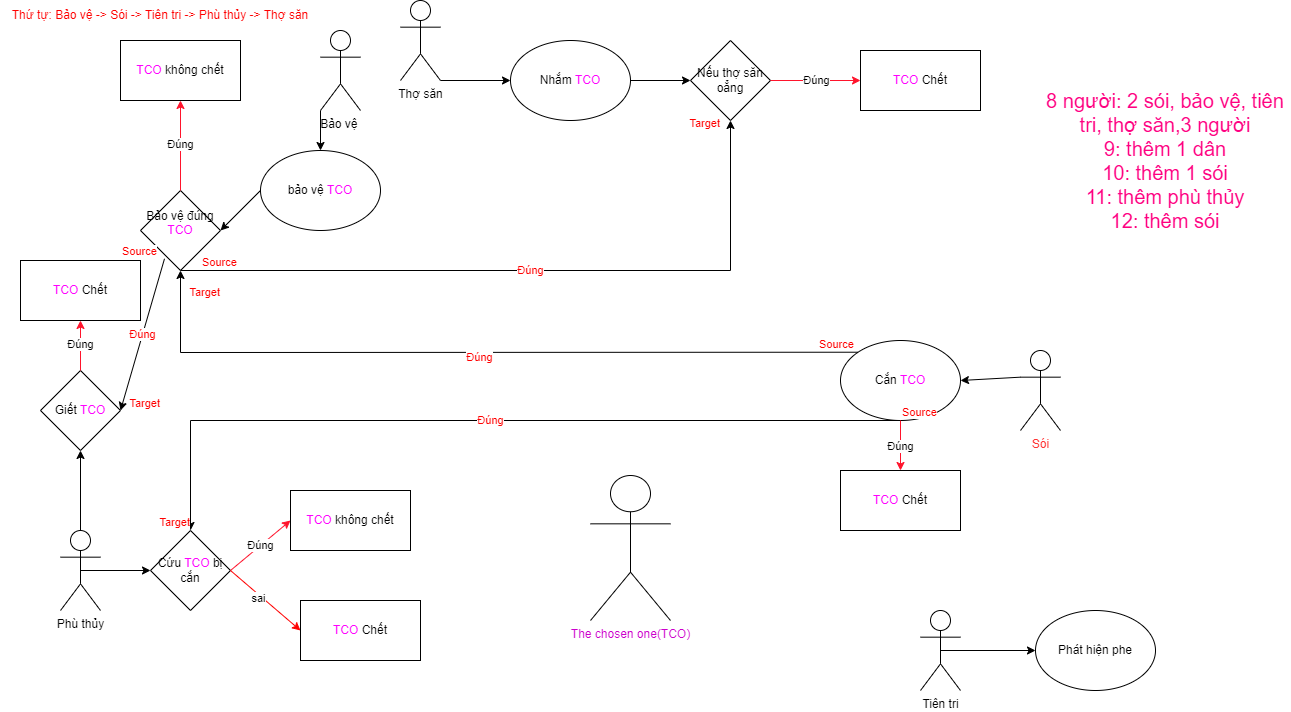 Thứ tự: Bảo vệ -> Sói -> Tiên tri -> Phù thủy -> Thợ săn
TCO không chết
Đúng
Bảo vệ
bảo vệ TCO
Bảo vệ đúng
TCO
Source
Source
Target
Thợ săn
Nhắm TCO
Nếu thợ săn
oẳng
Target
Đúng
TCO Chết
8 người: 2 sói, bảo vệ, tiên
tri, thợ săn,3 người
9: thêm 1 dân
10: thêm 1 sói
11: thêm phù thủy
12: thêm sói
Đúng
TCO Chết
Đúng
Đúng
Giết TCO
Target
Đúng
Source
Cắn TCO
Source
Sói
Đúng
Đúng
TCO Chết
Target
Cứu TCO bị
cắn
Phù thủy
Đúng
TCO không chết
sai
TCO Chết
The chosen one(TCO)
Tiên tri
Phát hiện phe